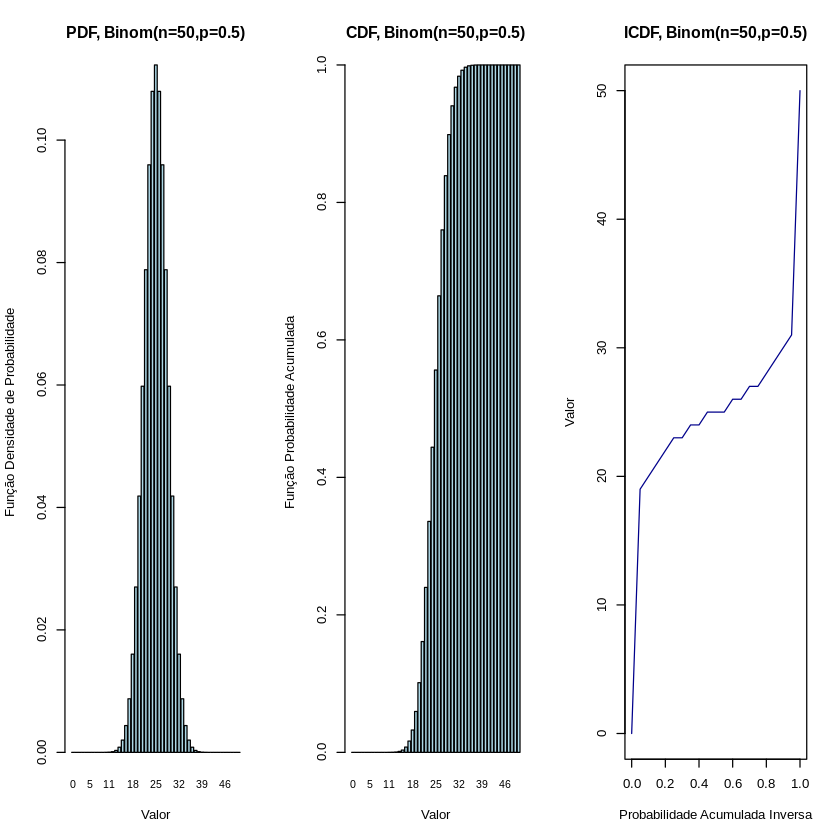 PDF, Binom(n=50,p=0.5)
Função Densidade de Probabilidade
0.00 0.02 0.04 0.06 0.08 0.10
0 5 11 18 25 32 39 46
Valor
CDF, Binom(n=50,p=0.5)
Função Probabilidade Acumulada
0.0 0.2 0.4 0.6 0.8 1.0
0 5 11 18 25 32 39 46
Valor
ICDF, Binom(n=50,p=0.5)
Valor
0 10 20 30 40 50
0.0 0.2 0.4 0.6 0.8 1.0
Probabilidade Acumulada Inversa